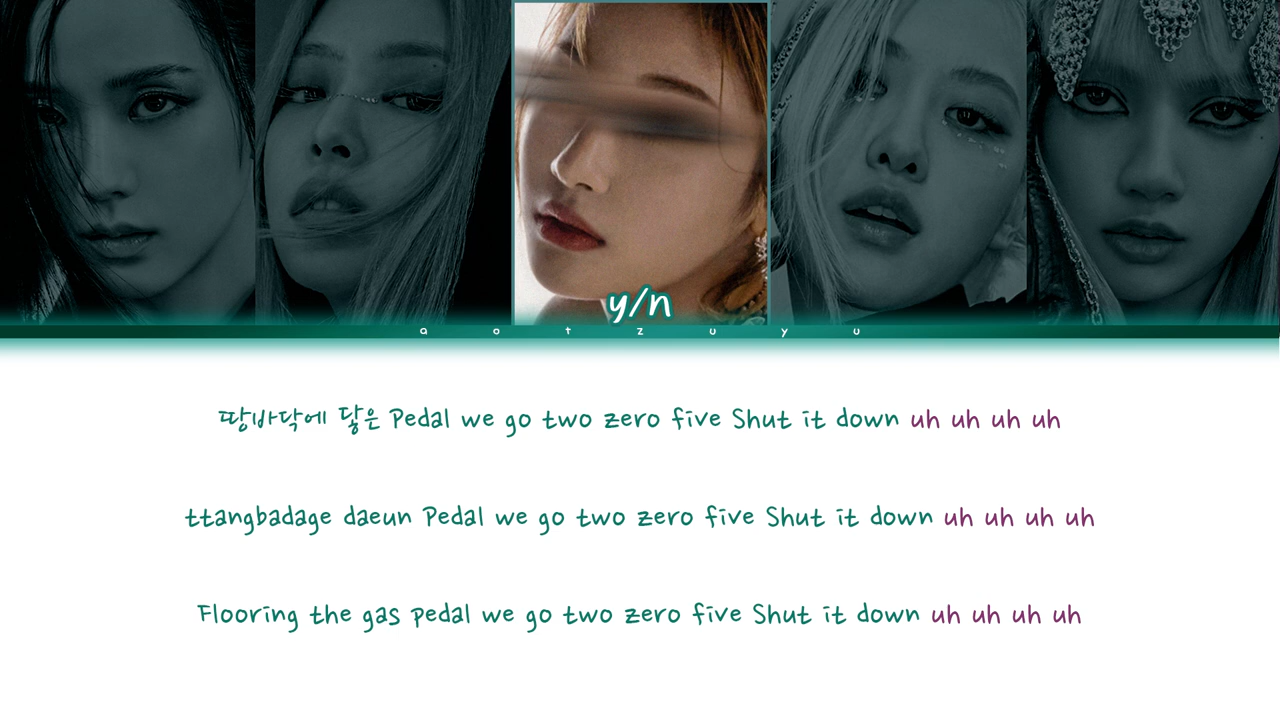 y/n
a o t z u y u
땅바닥에 닿은 Pedal we go two zero five Shut it down uh uh uh uh
ttangbadage daeun Pedal we go two zero five Shut it down uh uh uh uh
Flooring the gas pedal we go two zero five Shut it down uh uh uh uh